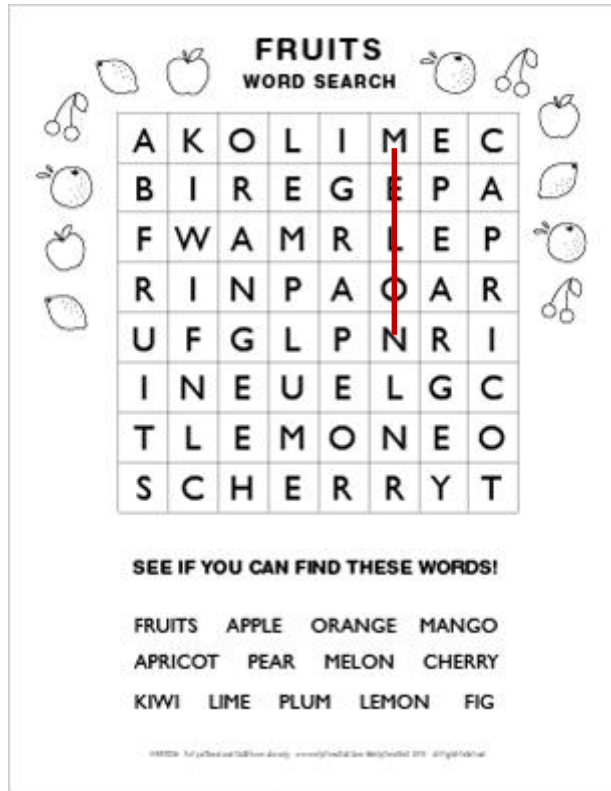 FRUITS
WORD SEARCH
A K O L I M E C
B I R E G E P A
F W A M R L E P
R I N P A O A R
U F G L P N R I
I N E U E L G C
T L E M O N E O
S C H E R R Y T
SEE IF YOU CAN FIND THESE WORDS!
FRUITS APPLE ORANGE MANGO
APRICOT PEAR MELON CHERRY
KIWI LIME PLUM LEMON FIG